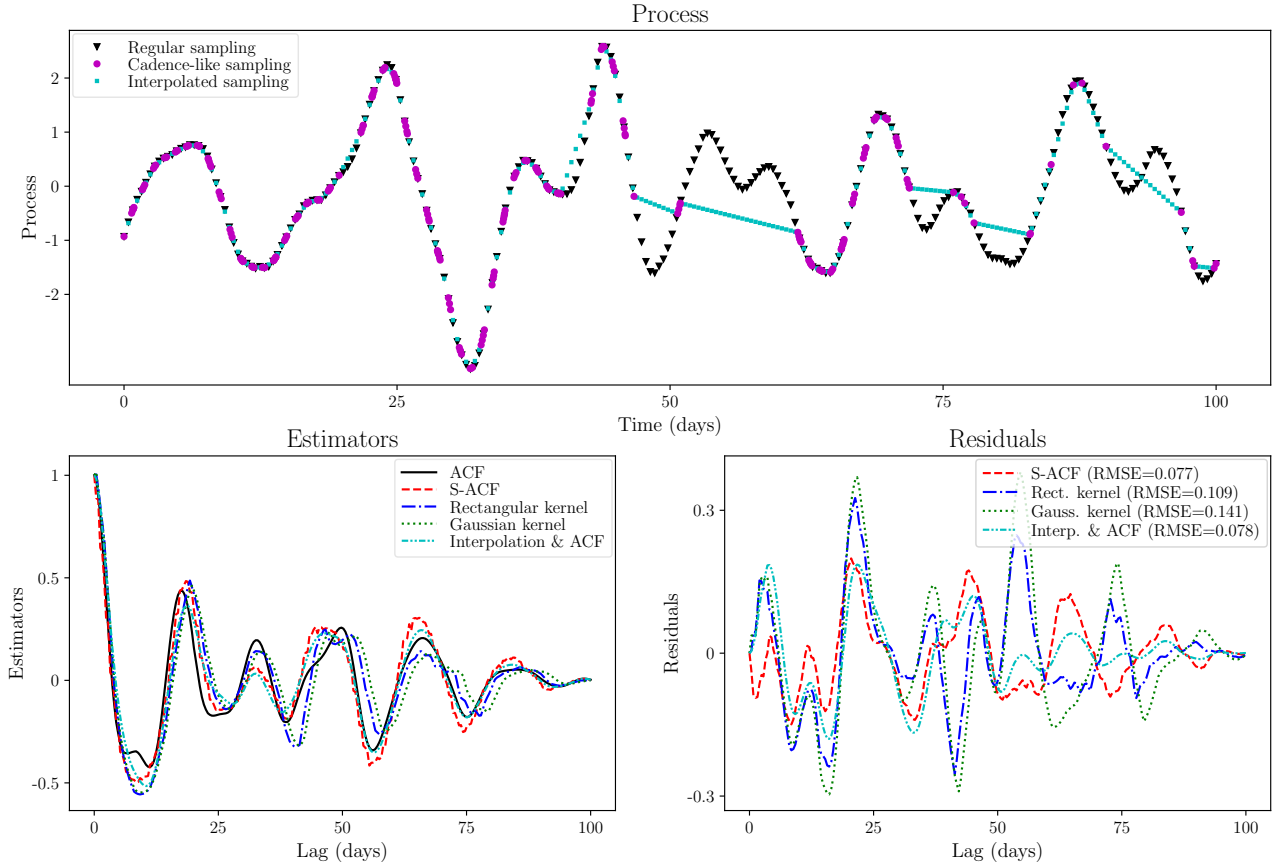 Process
Regular sampling
Cadence-like sampling
Interpolated sampling
Process
2
1
0
-1
-2
0 25 50 75 100
Time (days)
Estimators
ACF
S-ACF
Rectangular kernel
Gaussian kernel
Interpolation & ACF
Estimators
1
0.5
0
-0.5
0 25 50 75 100
Lag (days)
Residuals
S-ACF (RMSE=0.077)
Rect. kernel (RMSE=0.109)
Gauss. kernel (RMSE=0.141)
Interp. & ACF (RMSE=0.078)
Residuals
0.3
0
-0.3
0 25 50 75 100
Lag (days)